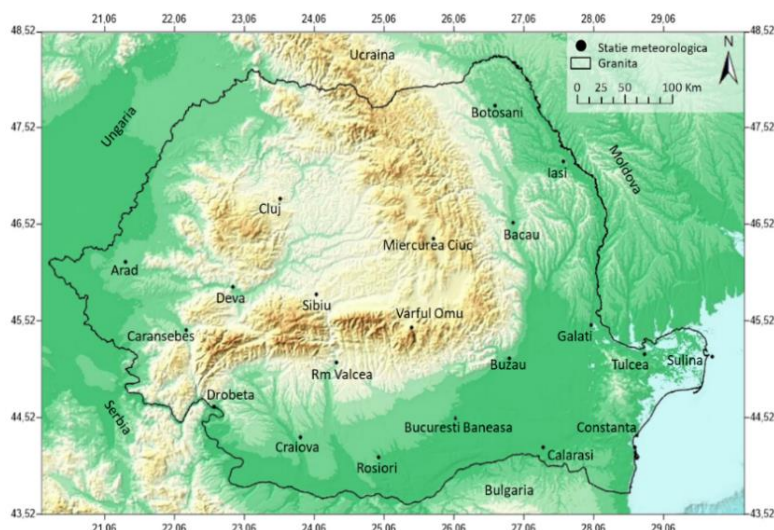 21.06 22.06 23.06 24.06 25.06 26.06 27.06 28.06 29.06
48.52 48.52
Ucraina
N
Statie meteorologica
Granita
0 25 50 100 Km
Botosani
Ungaria
47.52 47.52
Iasi
Moldova
Cluj
46.52 46.52
Bacau
Miercurea Ciuc
Arad
Deva
Sibiu
Varful Omu
45.52 45.52
Caransebes
Galati
Buzau
Tulcea
Sulina
Rm Valcea
Drobeta
44.52 44.52
Serbia
Bucuresti Baneasa
Constanta
Craiova
Rosiori
Calarasi
Bulgaria
43.52 43.52
21.06 22.06 23.06 24.06 25.06 26.06 27.06 28.06 29.06